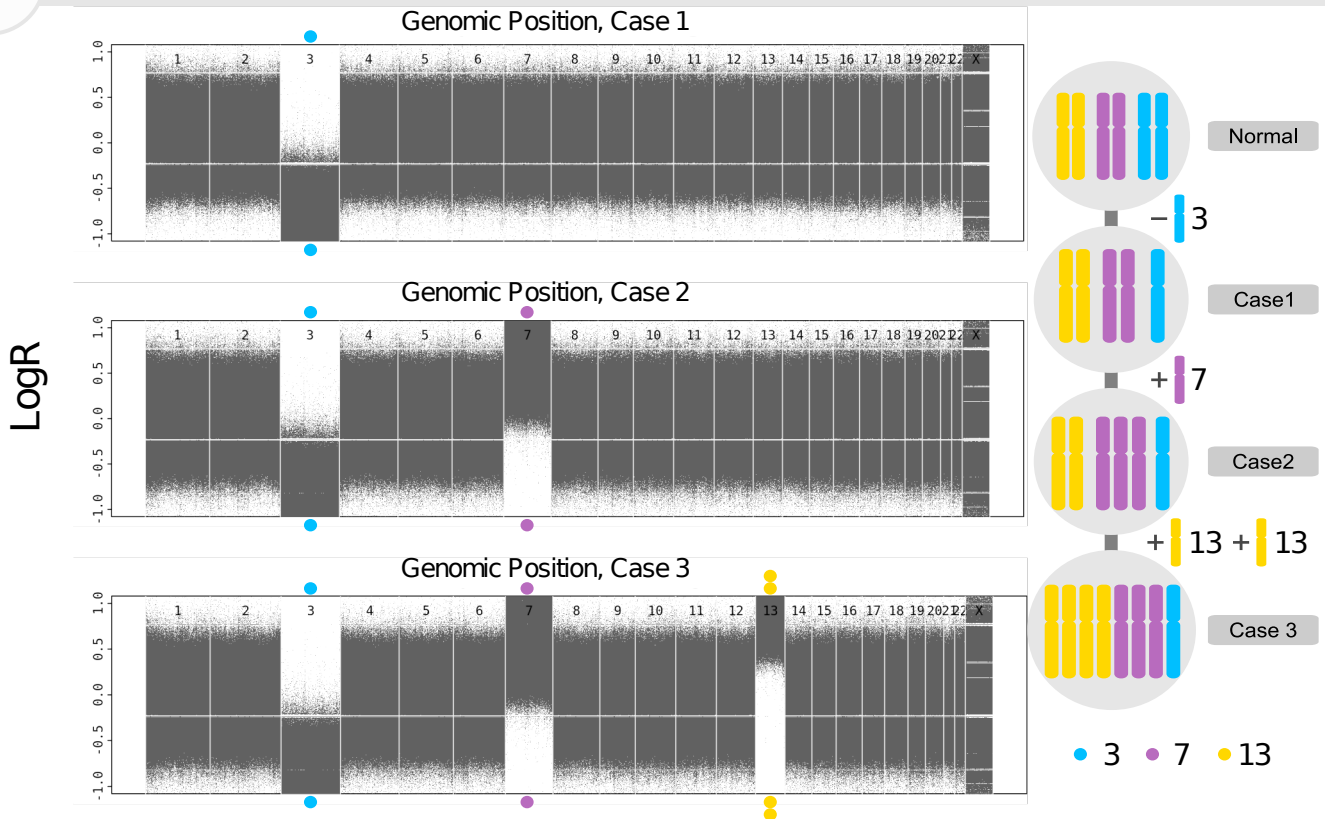 Genomic Position, Case 1
1.0
0.5
0.0
-0.5
-1.0
1 2 3 4 5 6 7 8 9 10 11 12 13 14 15 16 17 18 19 20 21 22 X
Genomic Position, Case 2
LogR
1.0
0.5
0.0
-0.5
-1.0
1 2 3 4 5 6 7 8 9 10 11 12 13 14 15 16 17 18 19 20 21 22 X
Genomic Position, Case 3
1.0
0.5
0.0
-0.5
-1.0
1 2 3 4 5 6 7 8 9 10 11 12 13 14 15 16 17 18 19 20 21 22 X
Normal
− 3
Case1
+ 7
Case2
+ 13 + 13
Case 3
3 7 13